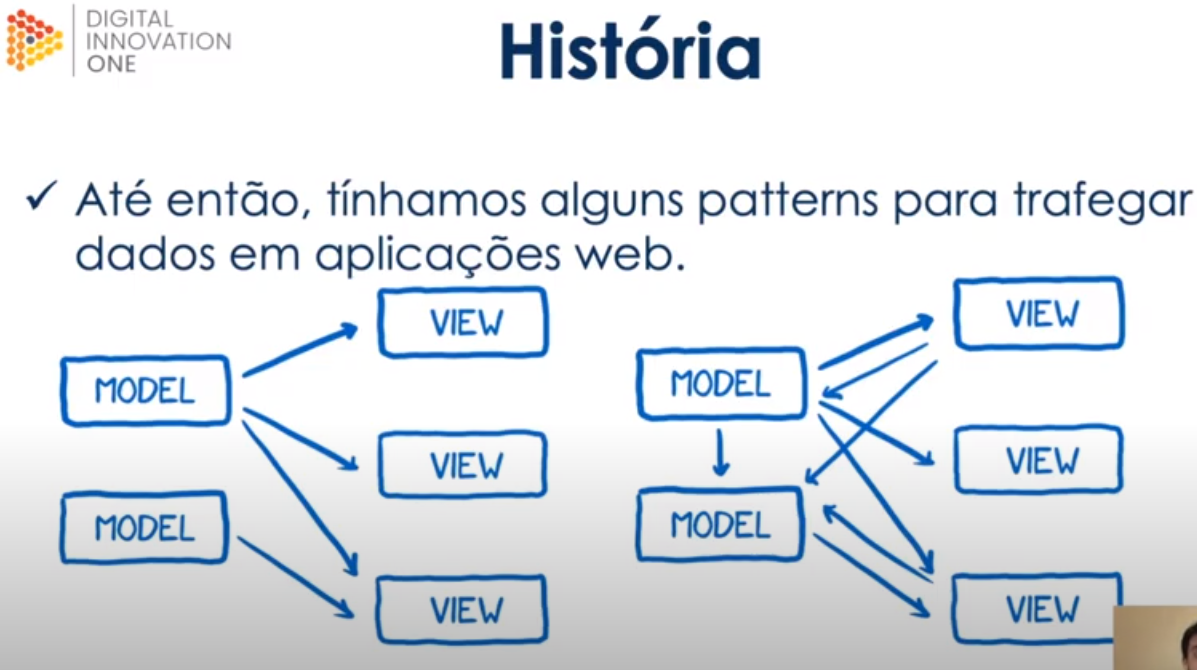 DIGITAL
INNOVATION
ONE
História
✓ Até então, tínhamos alguns patterns para trafegar
dados em aplicações web.
VIEW
MODEL
VIEW
MODEL
VIEW
VIEW
MODEL
VIEW
MODEL
VIEW